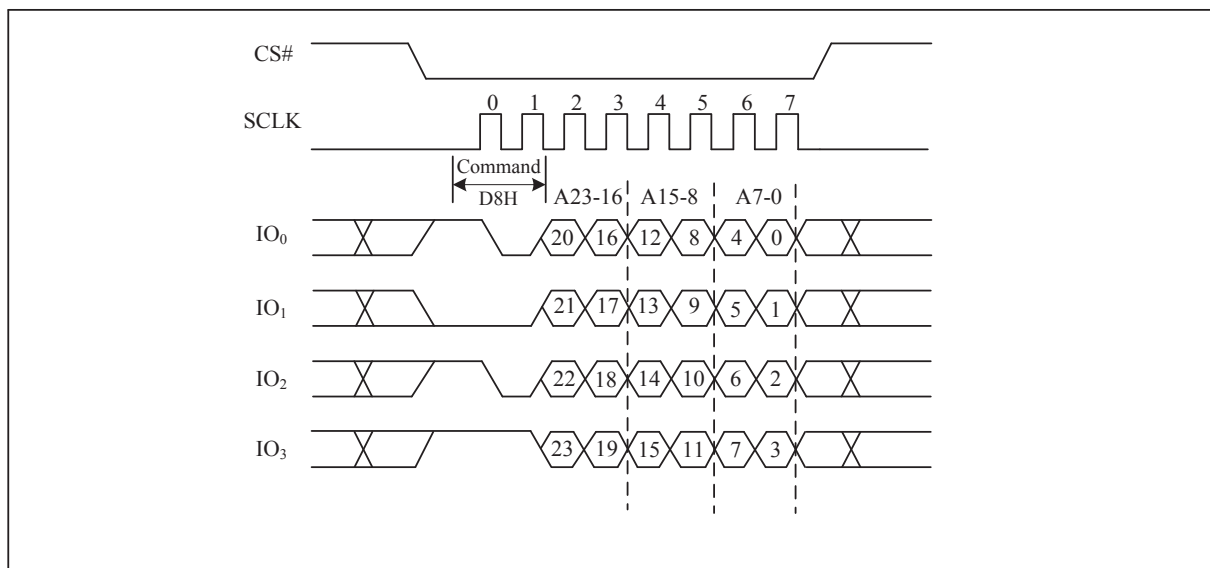 CS#
0 1 2 3 4 5 6 7
SCLK
Command
D8H
A23-16 A15-8 A7-0
IO₀ 20 16 12 8 4 0
IO₁ 21 17 13 9 5 1
IO₂ 22 18 14 10 6 2
IO₃ 23 19 15 11 7 3